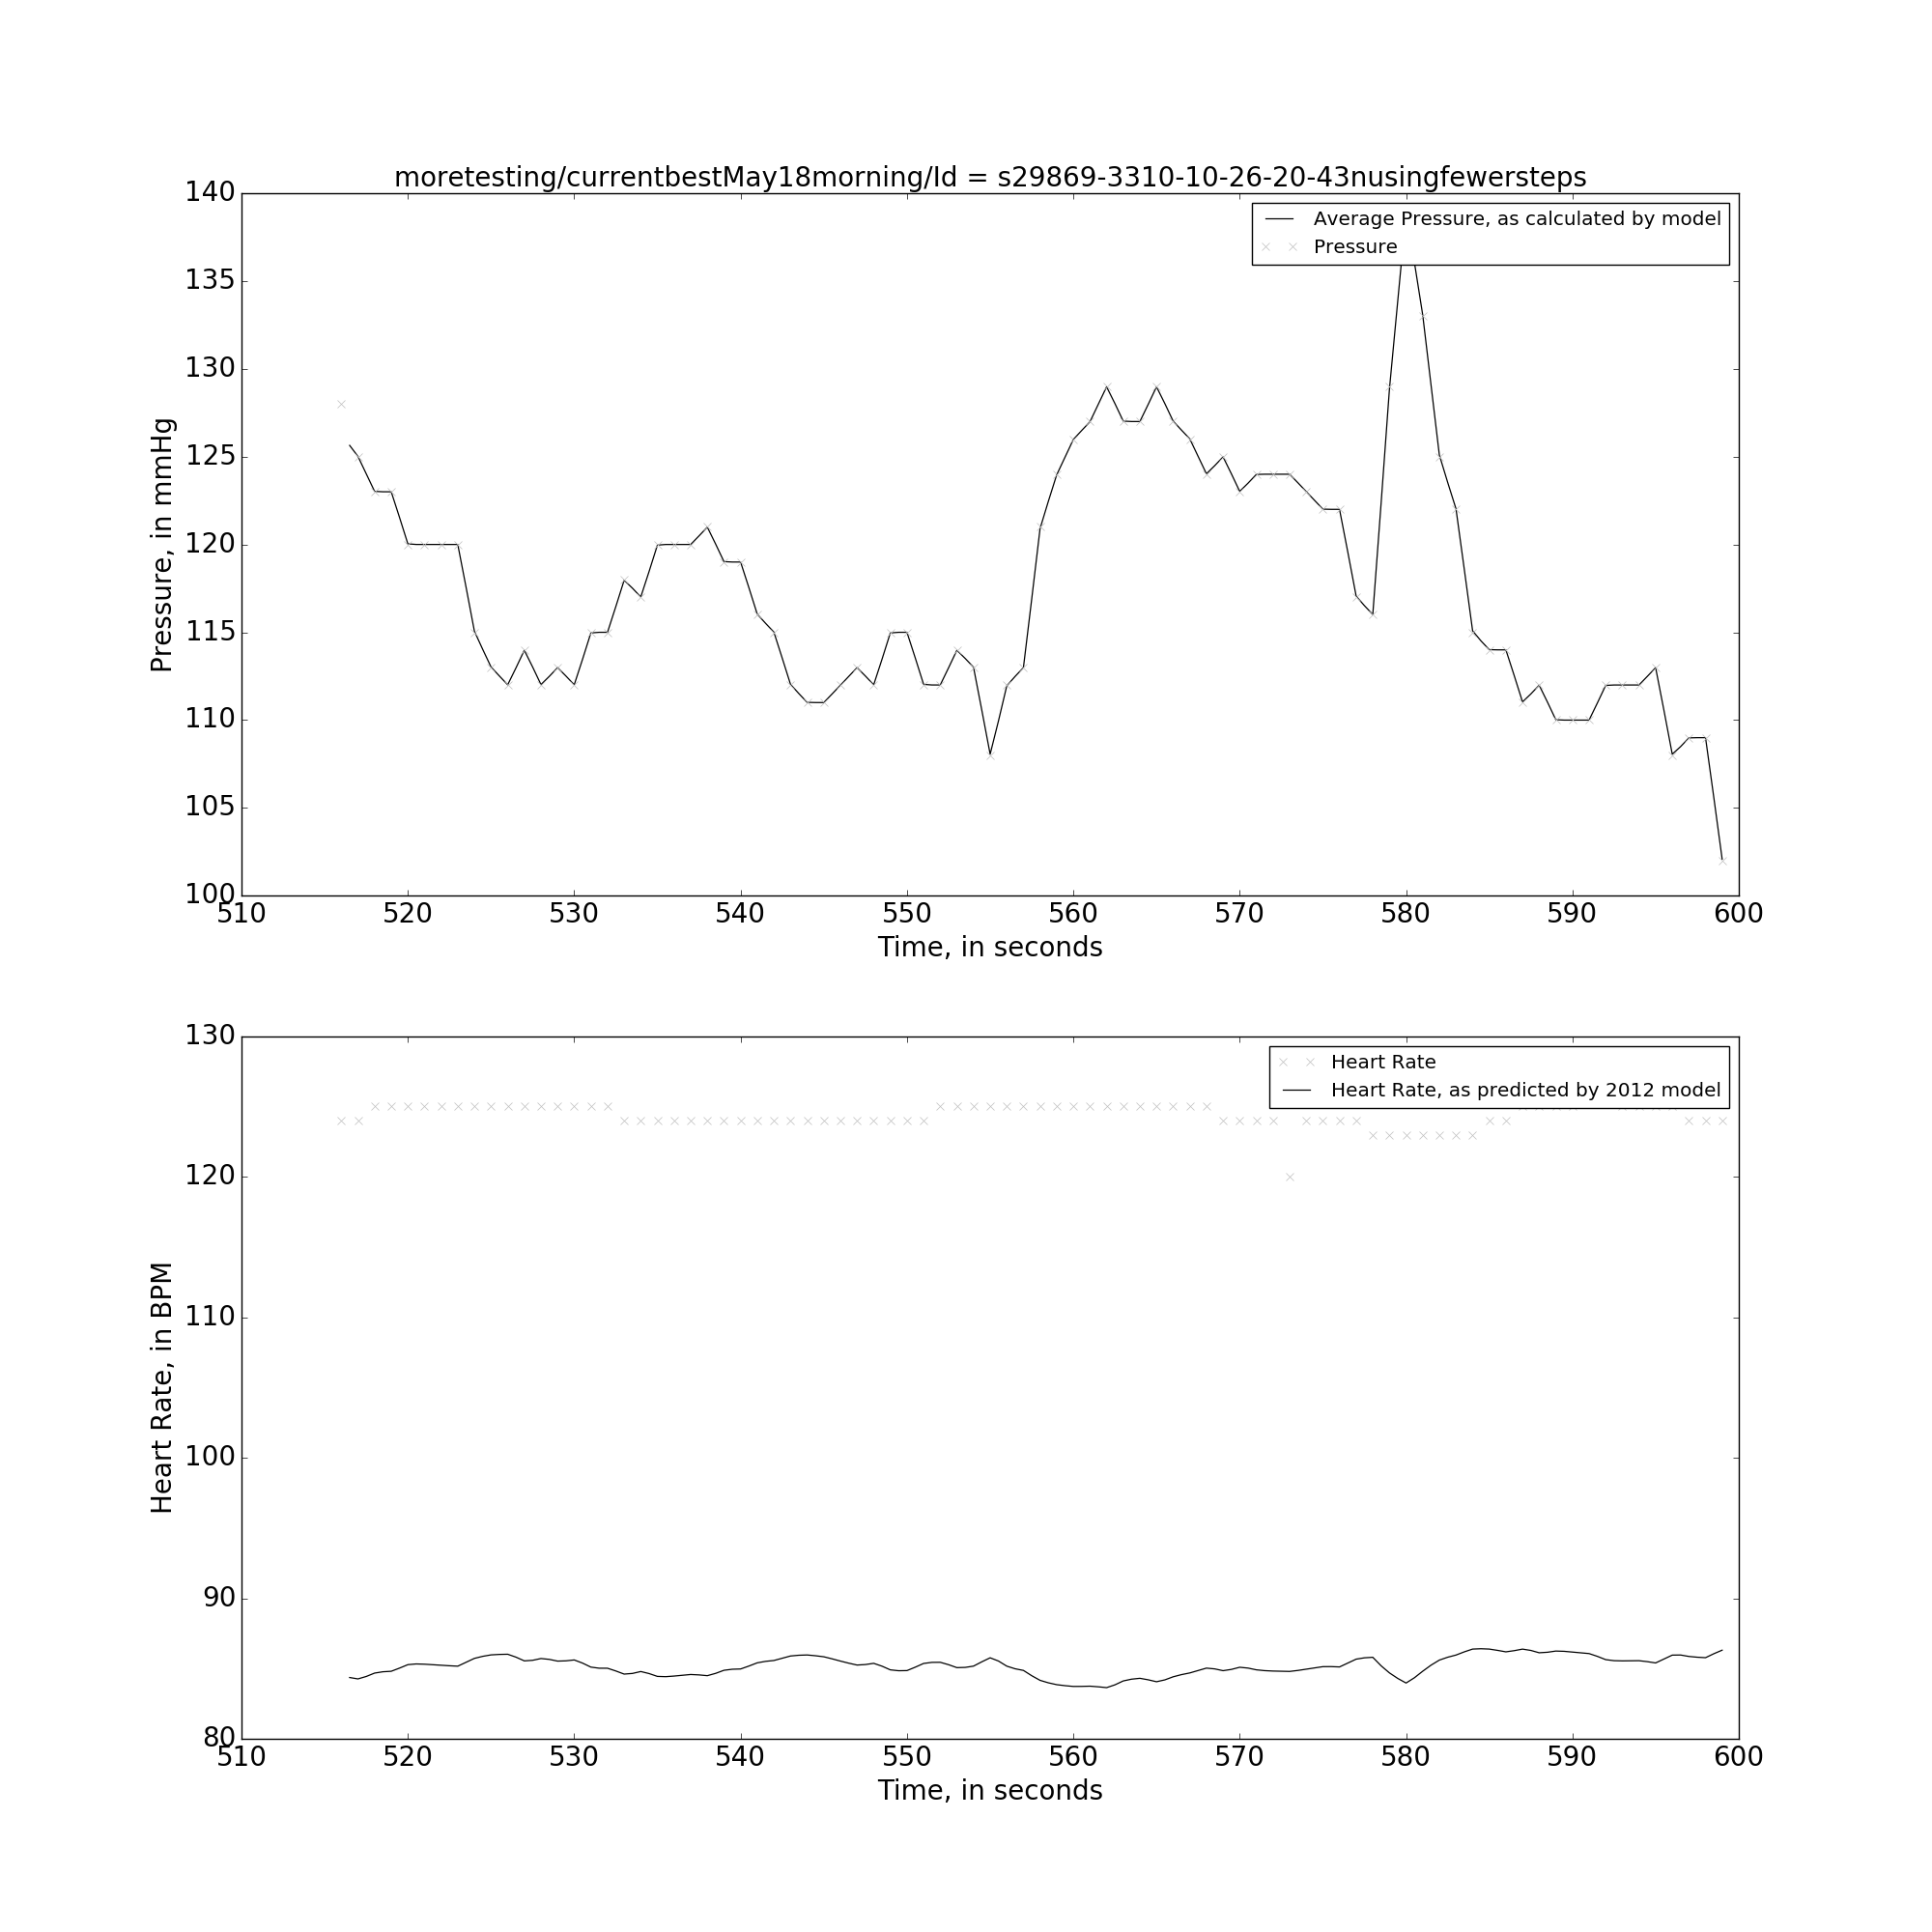 moretesting/currentbestMay18morning/Id = s29869-3310-10-26-20-43nusingfewersteps
140
135
130
125
120
115
110
105
100
Pressure, in mmHg
Average Pressure, as calculated by model
Pressure
510 520 530 540 550 560 570 580 590 600
Time, in seconds
130
120
110
100
90
80
Heart Rate, in BPM
Heart Rate
Heart Rate, as predicted by 2012 model
510 520 530 540 550 560 570 580 590 600
Time, in seconds